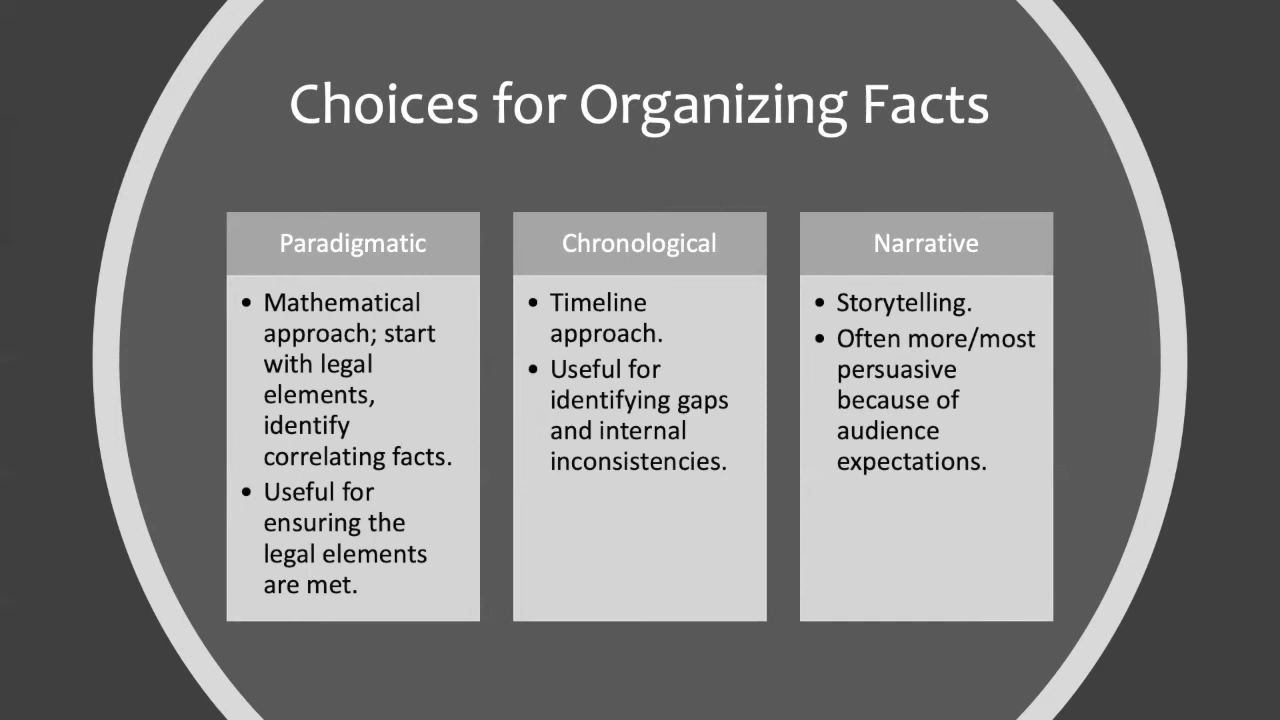 Choices for Organizing Facts
Paradigmatic
• Mathematical
approach; start
with legal
elements,
identify
correlating facts.
• Useful for
ensuring the
legal elements
are met.
Chronological
• Timeline
approach.
• Useful for
identifying gaps
and internal
inconsistencies.
Narrative
• Storytelling.
• Often more/most
persuasive
because of
audience
expectations.